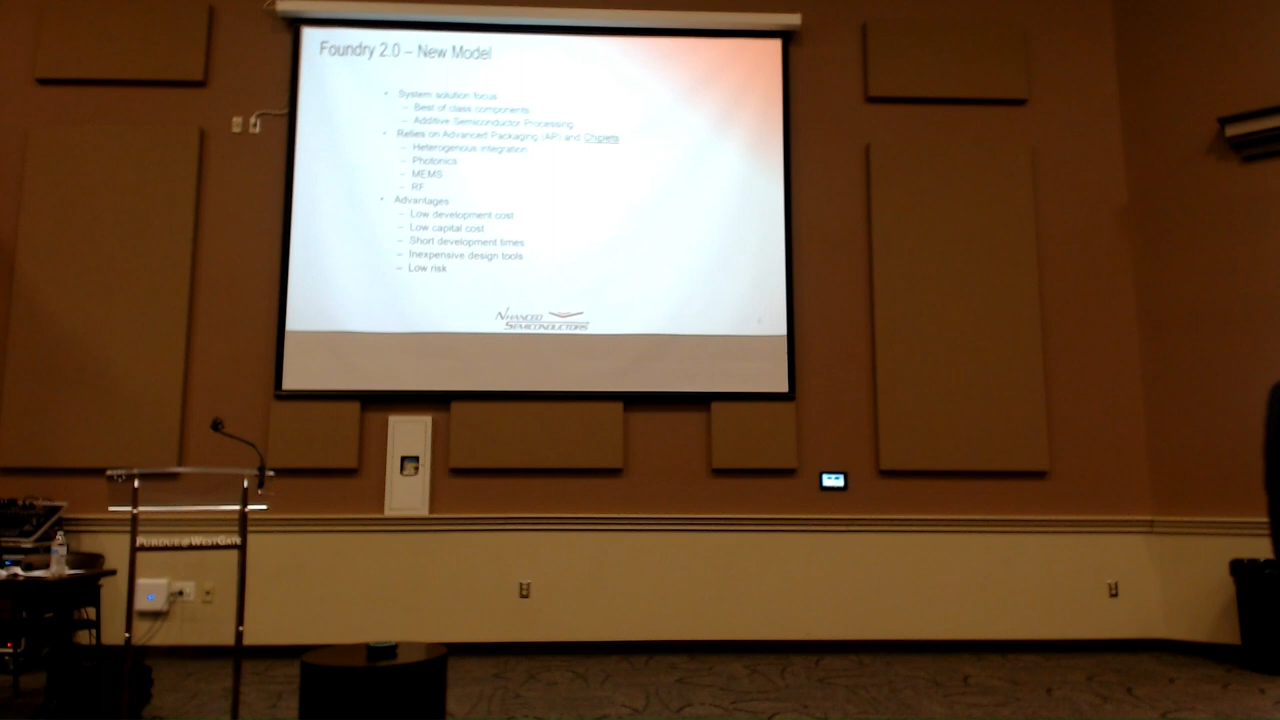 Foundry 2.0 – New Model
• System solution focus
– Best of class components
– Additive Semiconductor Processing
• Relies on Advanced Packaging (AP) and Chiplets
– Heterogenous integration
– Photonics
– MEMS
– RF
• Advantages
– Low development cost
– Low capital cost
– Short development times
– Inexpensive design tools
– Low risk
NHANCED
SEMICONDUCTORS
PURDUE@WESTGATE